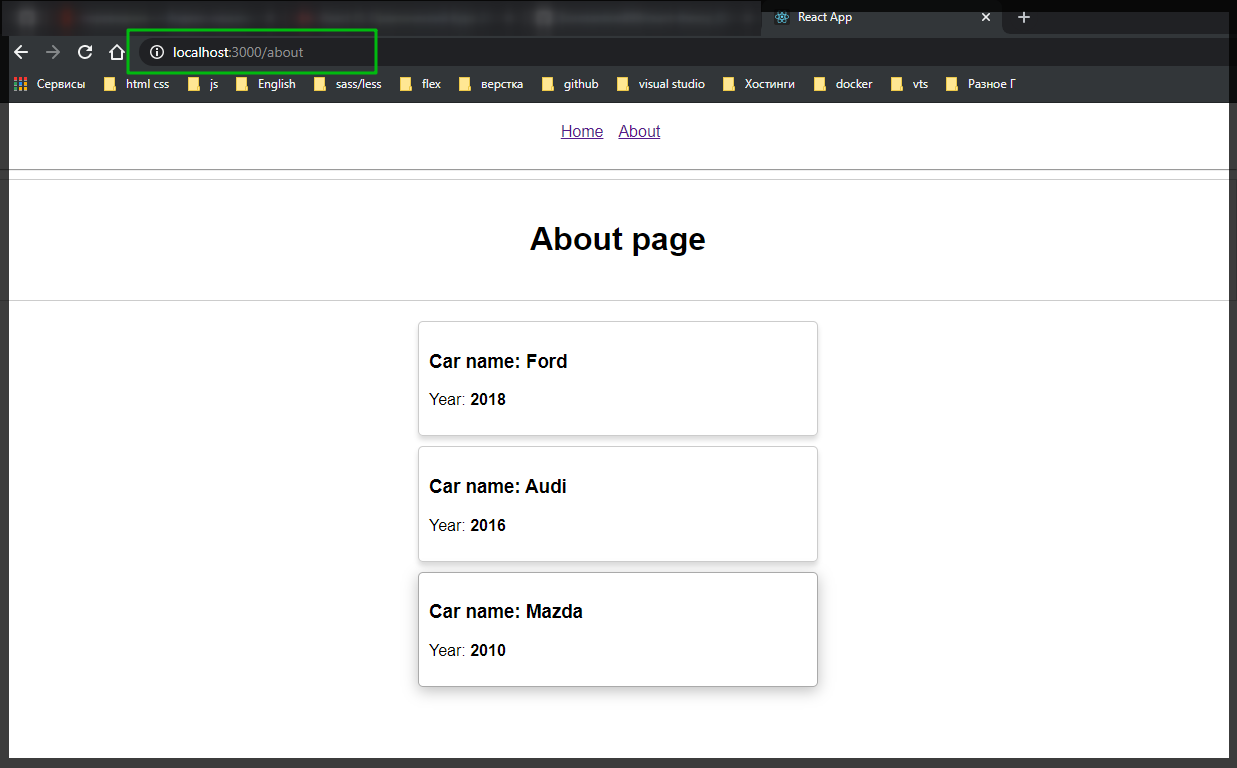 React App
localhost:3000/about
Сервисы html css js English sass/less flex верстка github visual studio Хостинги docker vts Разное Г
Home About
About page
Car name: Ford
Year: 2018
Car name: Audi
Year: 2016
Car name: Mazda
Year: 2010